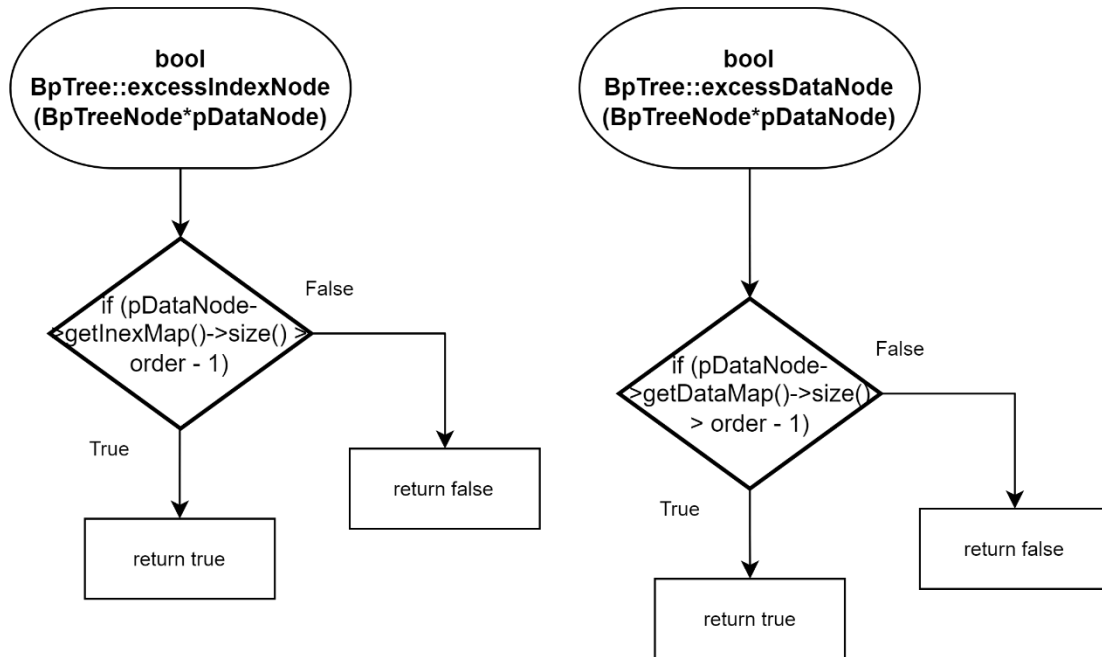 bool
BpTree::excessIndexNode
(BpTreeNode*pDataNode)
if (pDataNode-
>getInexMap()->size() >
order - 1)
False
True
return false
return true
bool
BpTree::excessDataNode
(BpTreeNode*pDataNode)
if (pDataNode-
>getDataMap()->size()
> order - 1)
False
True
return false
return true